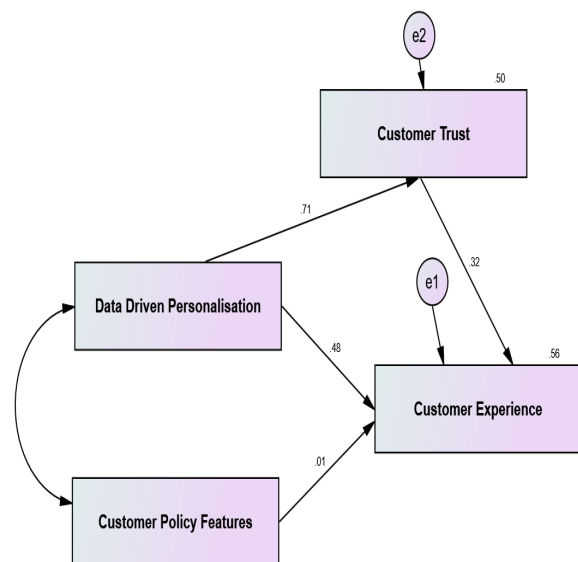 e2
.50
Customer Trust
.71
.32
e1
Data Driven Personalisation
.48
.56
Customer Experience
.01
Customer Policy Features